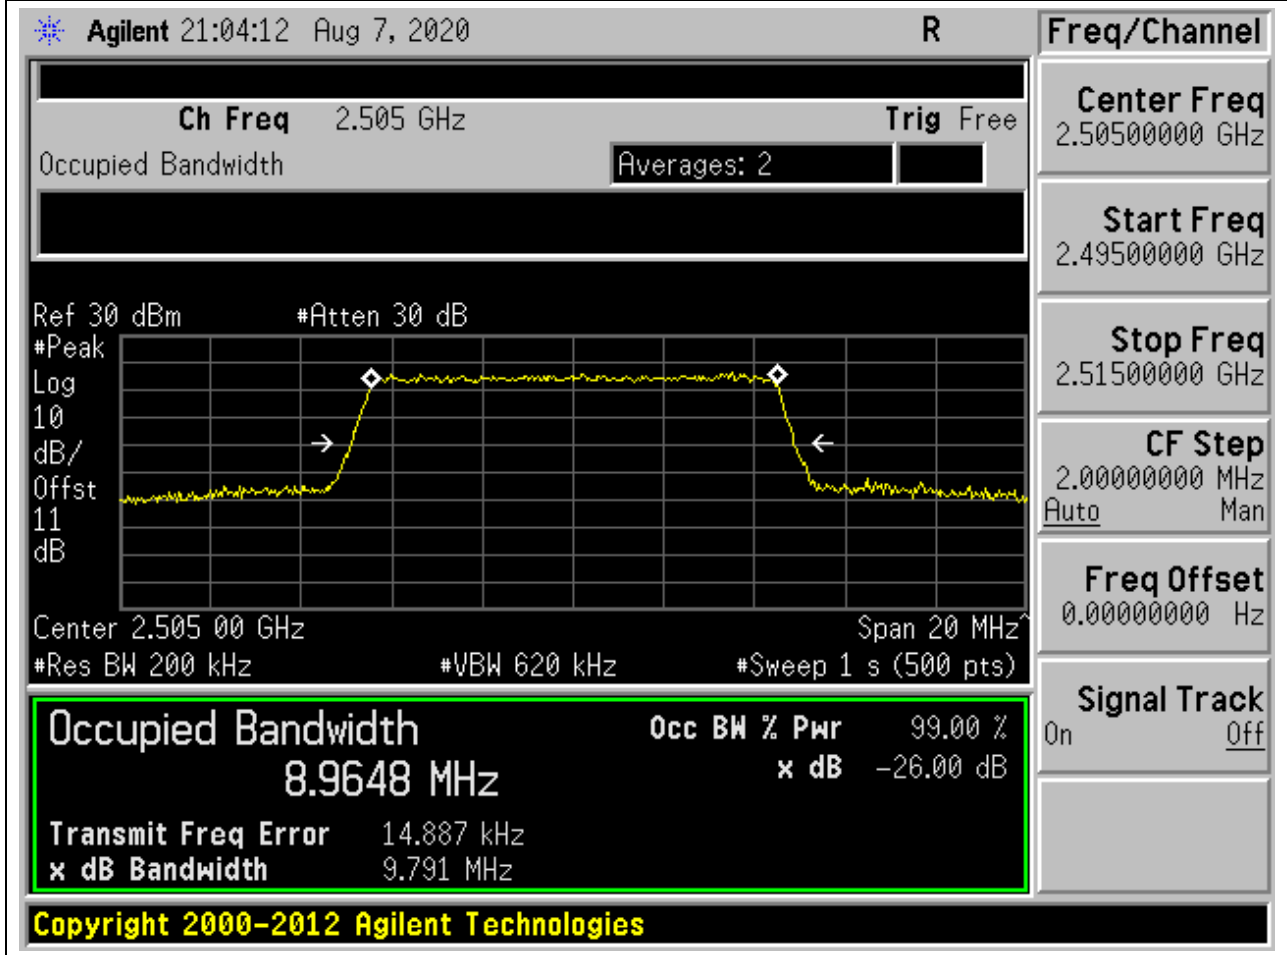 Agilent 21:04:12 Aug 7, 2020 R Freq/Channel
Ch Freq 2.505 GHz Trig Free
Occupied Bandwidth Averages: 2
Center Freq
2.50500000 GHz
Start Freq
2.49500000 GHz
Stop Freq
2.51500000 GHz
CF Step
2.00000000 MHz
Auto Man
Freq Offset
0.00000000 Hz
Signal Track
On Off
Ref 30 dBm #Atten 30 dB
#Peak
Log
10
dB/
Offst
11
dB
Center 2.505 00 GHz Span 20 MHz^
#Res BW 200 kHz #VBW 620 kHz #Sweep 1 s (500 pts)
Occupied Bandwidth Occ BW % Pwr 99.00 %
8.9648 MHz x dB -26.00 dB
Transmit Freq Error 14.887 kHz
x dB Bandwidth 9.791 MHz
Copyright 2000-2012 Agilent Technologies